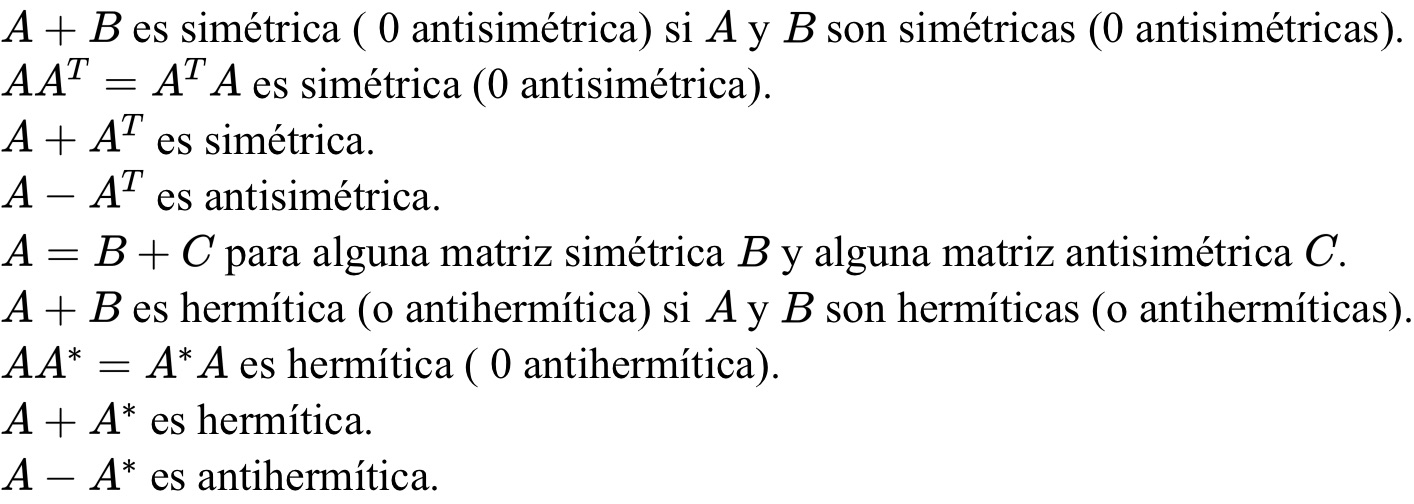 A + B es simétrica ( 0 antisimétrica) si A y B son simétricas (0 antisimétricas).
AA^T = A^T A es simétrica (0 antisimétrica).
A + A^T es simétrica.
A − A^T es antisimétrica.
A = B + C para alguna matriz simétrica B y alguna matriz antisimétrica C.
A + B es hermítica (o antihermítica) si A y B son hermíticas (o antihermíticas).
AA* = A*A es hermítica ( 0 antihermítica).
A + A* es hermítica.
A − A* es antihermítica.